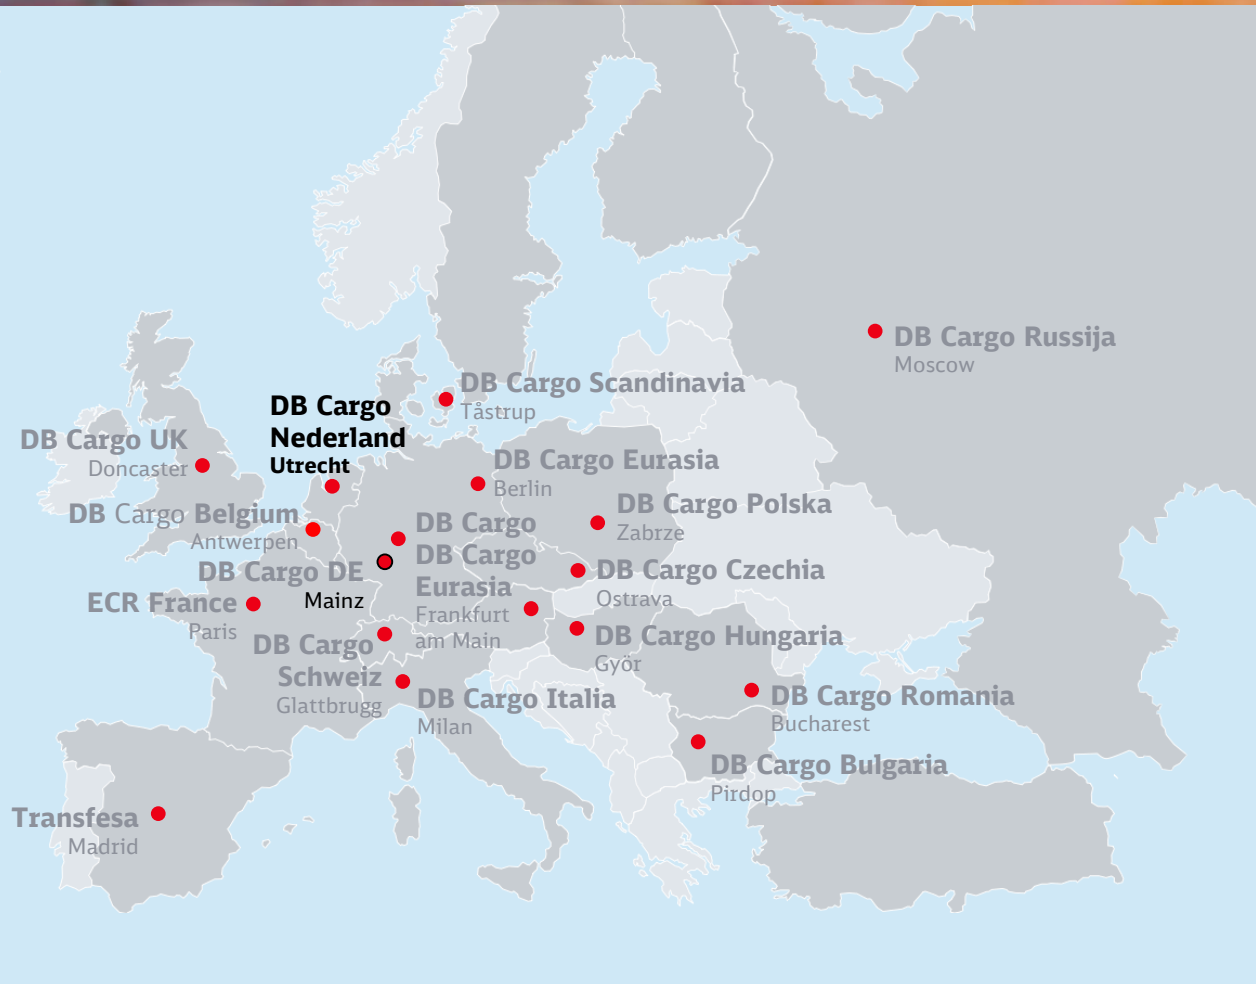 DB Cargo Russija
Moscow
DB Cargo Scandinavia
Tåstrup
DB Cargo
Nederland
Utrecht
DB Cargo UK
Doncaster
DB Cargo Eurasia
Berlin
DB Cargo Polska
Zabrze
DB Cargo Belgium
Antwerpen
DB Cargo
DB Cargo
Eurasia
Frankfurt
am Main
DB Cargo DE
Mainz
DB Cargo Czechia
Ostrava
ECR France
Paris
DB Cargo
Schweiz
Glattbrugg
DB Cargo Hungaria
Györ
DB Cargo Italia
Milan
DB Cargo Romania
Bucharest
DB Cargo Bulgaria
Pirdop
Transfesa
Madrid